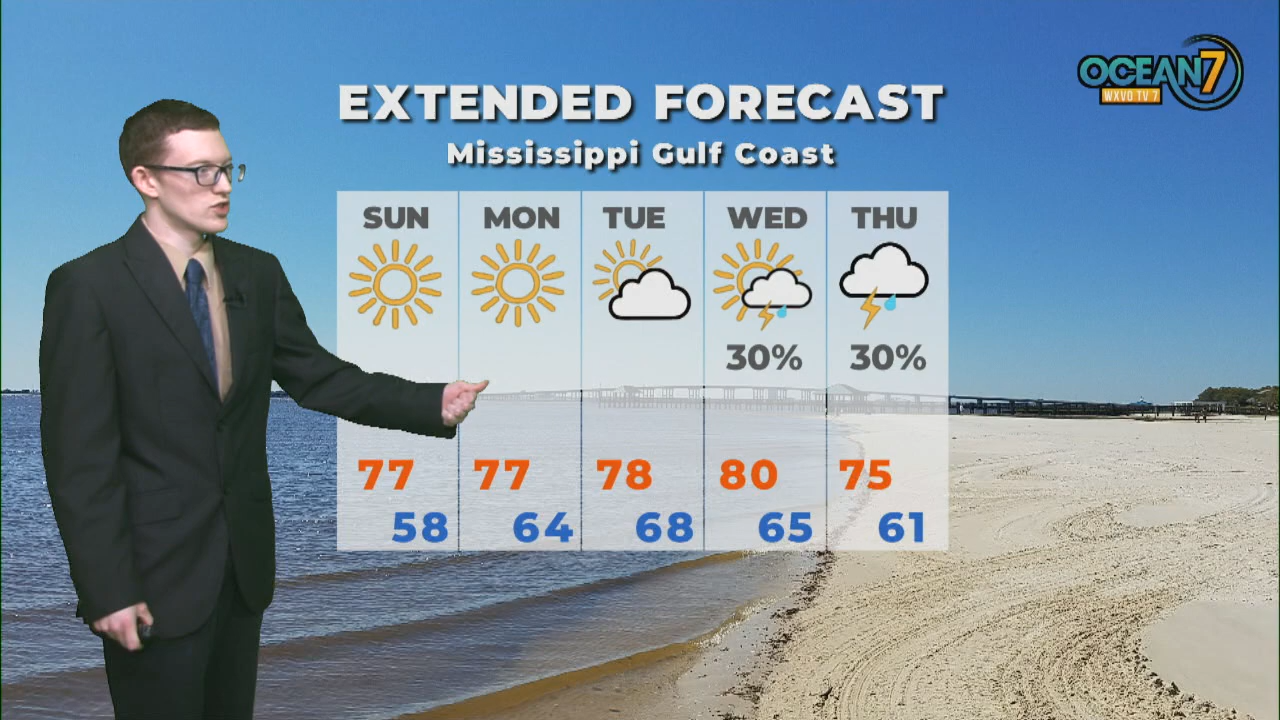 OCEAN7
WXVO TV 7
EXTENDED FORECAST
Mississippi Gulf Coast
SUN MON TUE WED THU
30% 30%
77 77 78 80 75
58 64 68 65 61